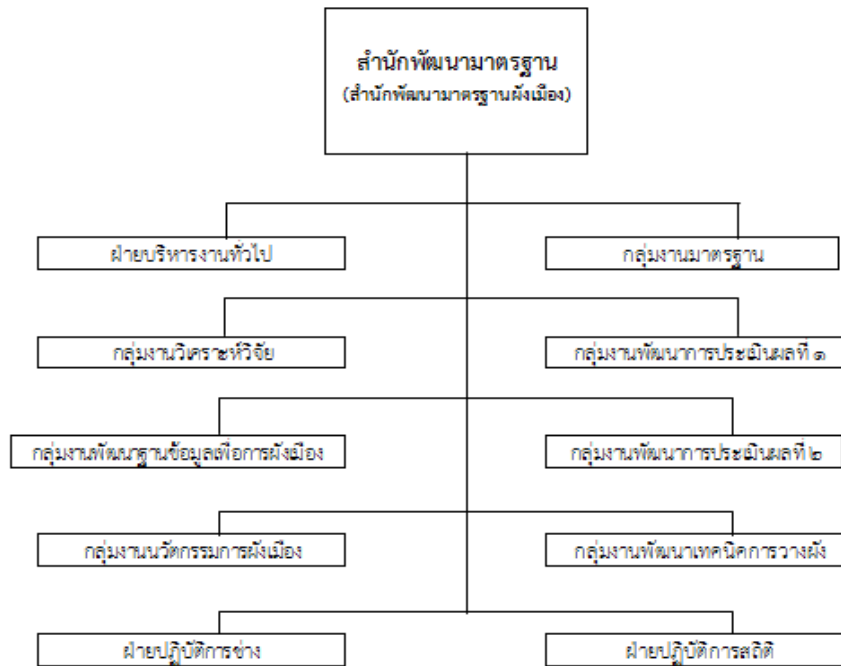 สำนักพัฒนามาตรฐาน
(สำนักพัฒนามาตรฐานผังเมือง)
ฝ่ายบริหารงานทั่วไป
กลุ่มงานมาตรฐาน
กลุ่มงานวิเคราะห์วิจัย
กลุ่มงานพัฒนาการประเมินผลที่ ๑
กลุ่มงานพัฒนาฐานข้อมูลเพื่อการผังเมือง
กลุ่มงานพัฒนาการประเมินผลที่ ๒
กลุ่มงานนวัตกรรมการผังเมือง
กลุ่มงานพัฒนาเทคนิคการวางผัง
ฝ่ายปฏิบัติการช่าง
ฝ่ายปฏิบัติการสถิติ